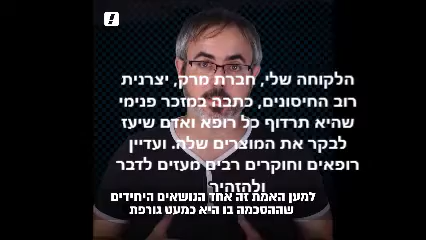 הלקוחה שלי, חברת מרק, יצרנית
רוב החיסונים, כתבה במזכר פנימי
שהיא תרדוף כל רופא ואדם שיעז
לבקר את המוצרים שלה. ועדיין
רופאים וחוקרים רבים מעזים לדבר
ולהזהיר
למען האמת זה אחד הנושאים היחידים
שההסכמה בו היא כמעט גורפת